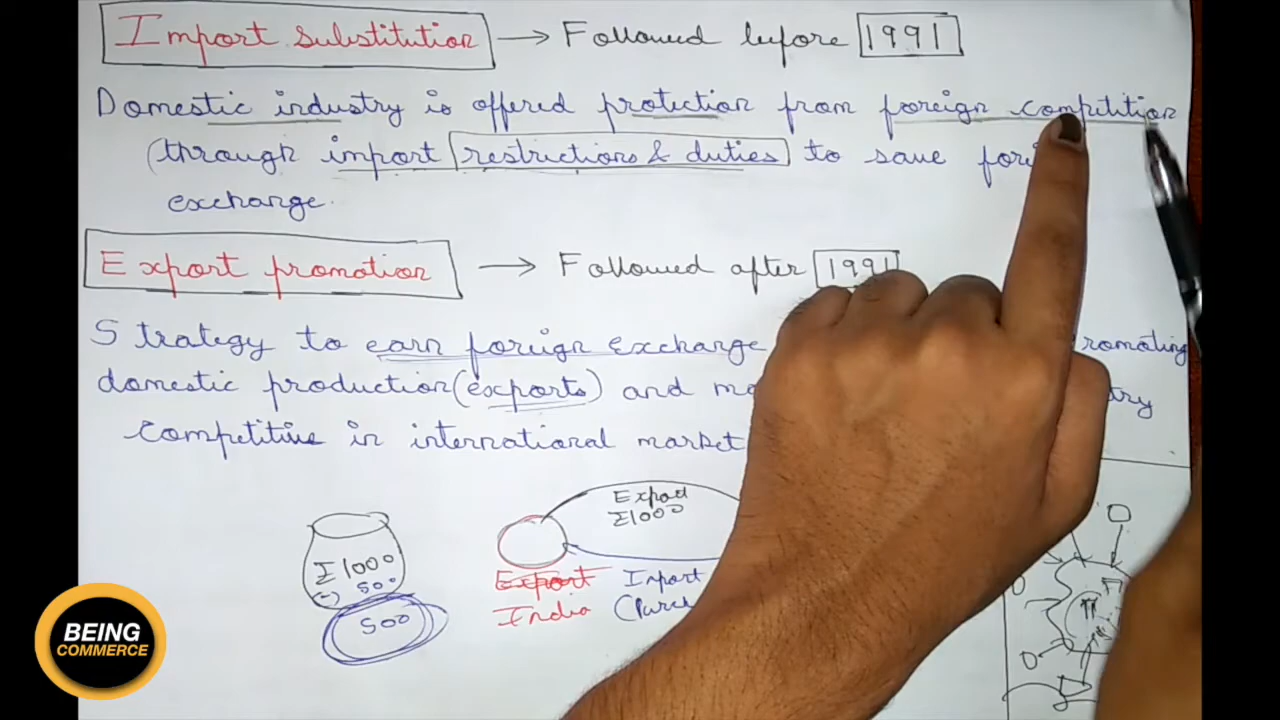 Import substitution → Followed before 1991
Domestic industry is offered protection from foreign competition
(through import restrictions & duties to save
exchange.
Export promotion → Followed after 1991
Strategy to earn foreign exchange
domestic production (exports) and
competitive in international market
Export
₹1000
₹1000
(-) 500
500
Export Import
India
BEING
COMMERCE